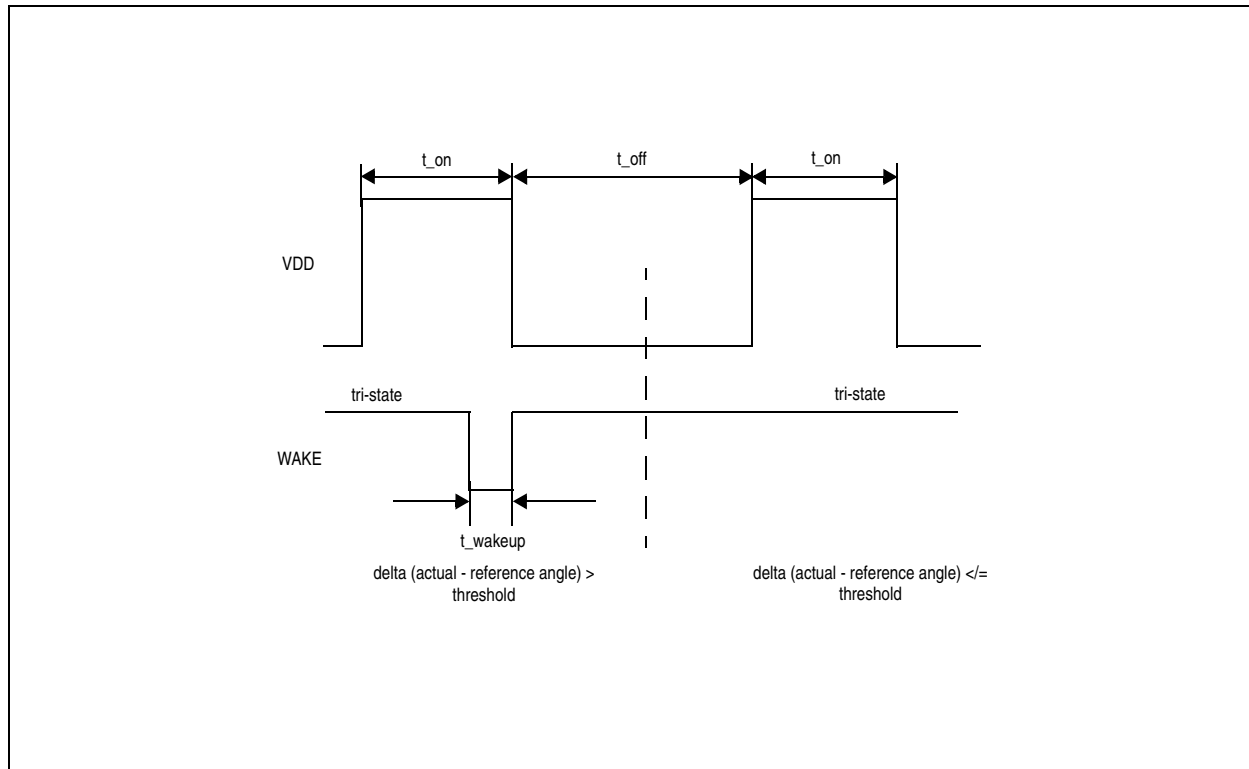 t_on
t_off
t_on
VDD
tri-state
tri-state
WAKE
t_wakeup
delta (actual - reference angle) >
threshold
delta (actual - reference angle) </=
threshold